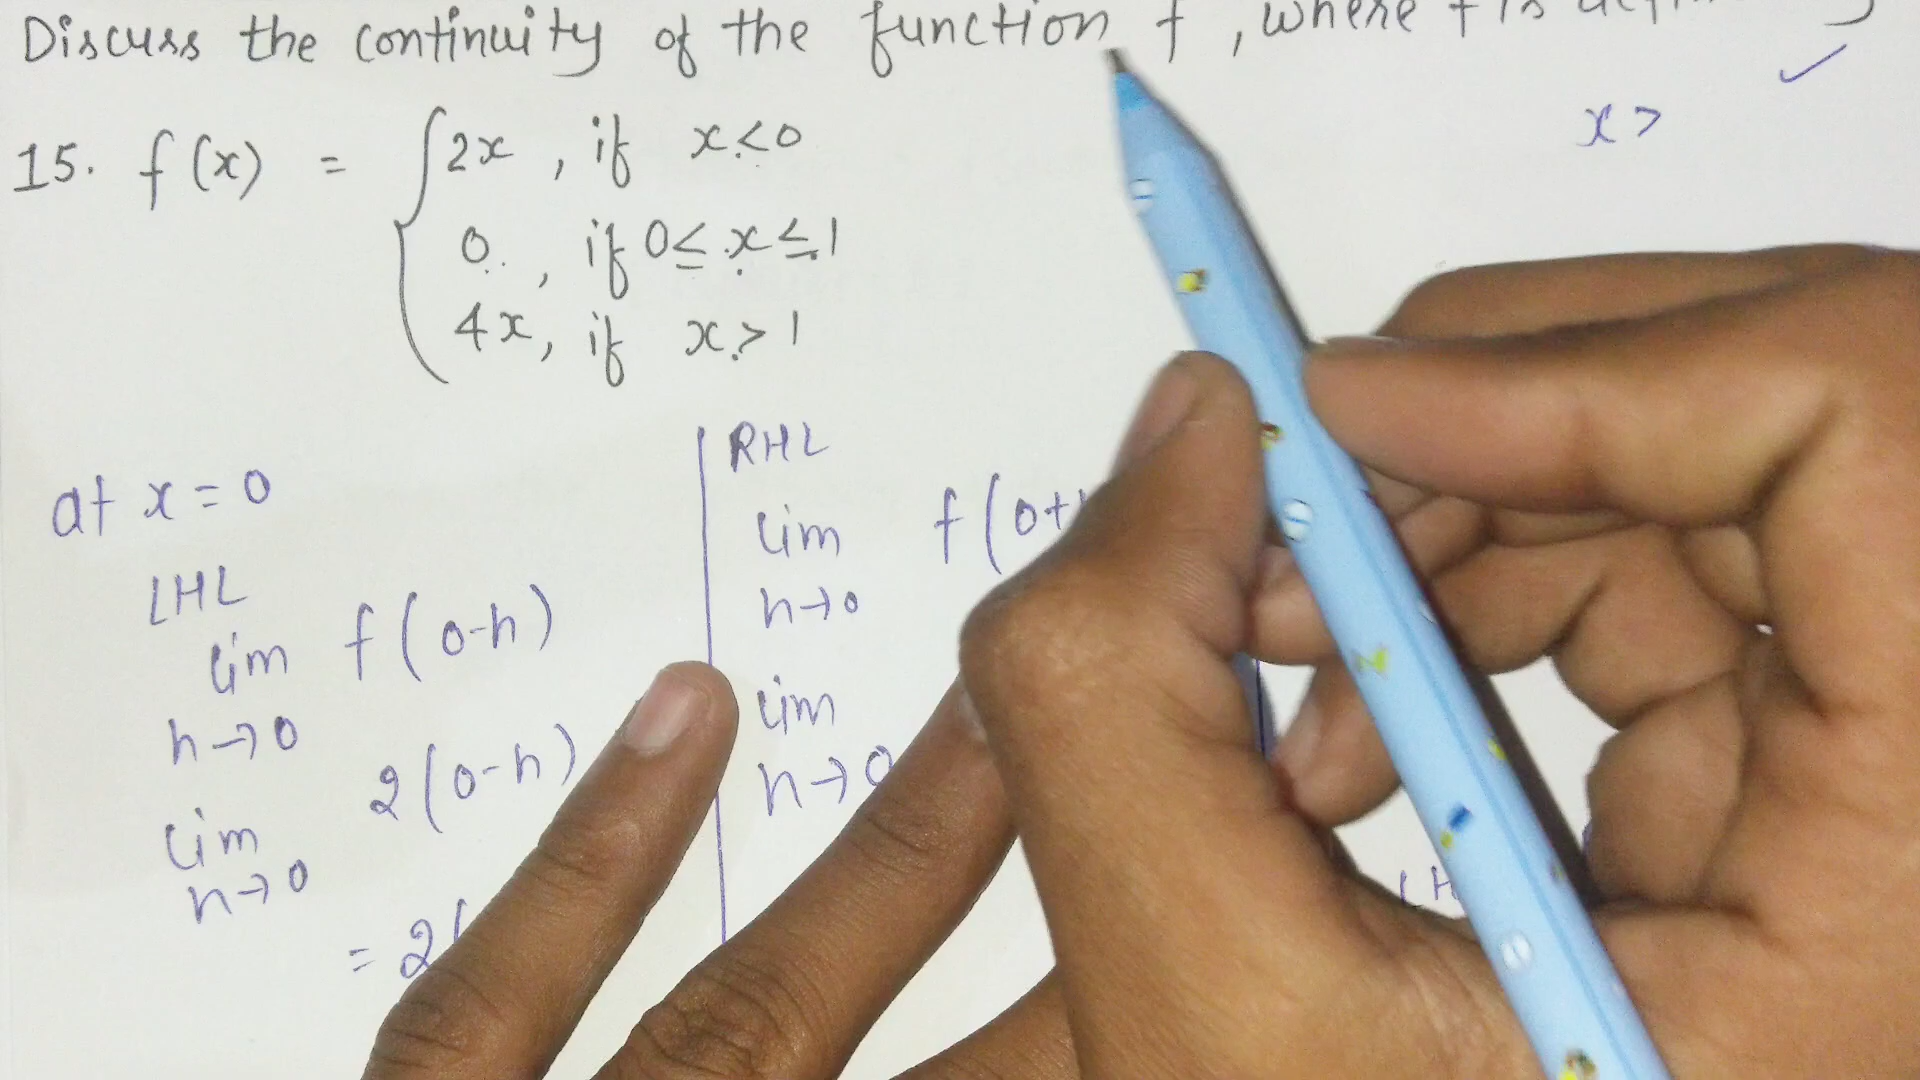 Discuss the continuity of the function f, where f is
15. f(x) = { 2x, if x<0
0, if 0≤x≤1
4x, if x>1
x>
at x=0
LHL
lim f(0-h)
h→0
lim 2(0-h)
h→0
= 2(
RHL
lim f(0+
h→0
lim
h→0
LH